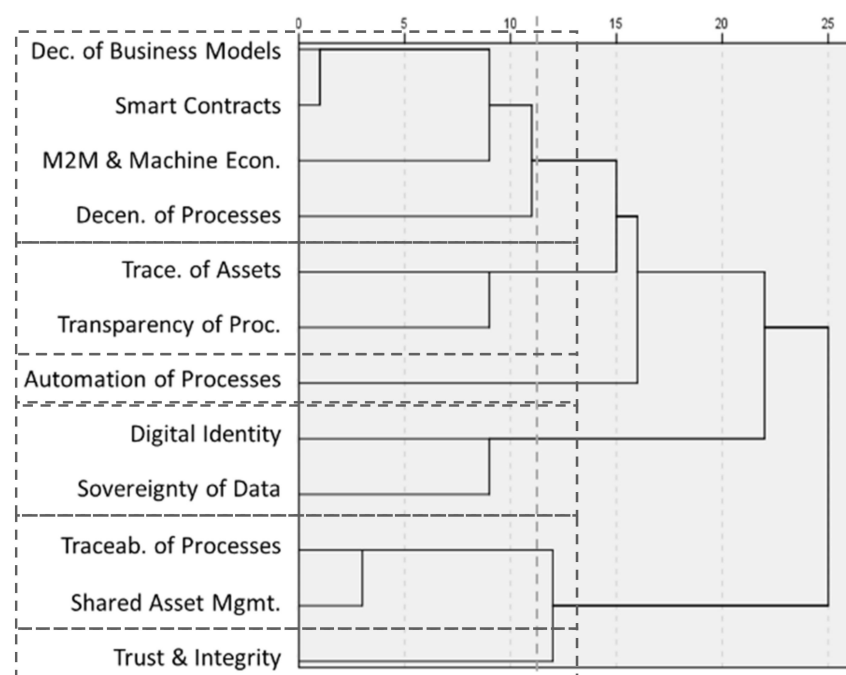 0 5 10 15 20 25
Dec. of Business Models
Smart Contracts
M2M & Machine Econ.
Decen. of Processes
Trace. of Assets
Transparency of Proc.
Automation of Processes
Digital Identity
Sovereignty of Data
Traceab. of Processes
Shared Asset Mgmt.
Trust & Integrity